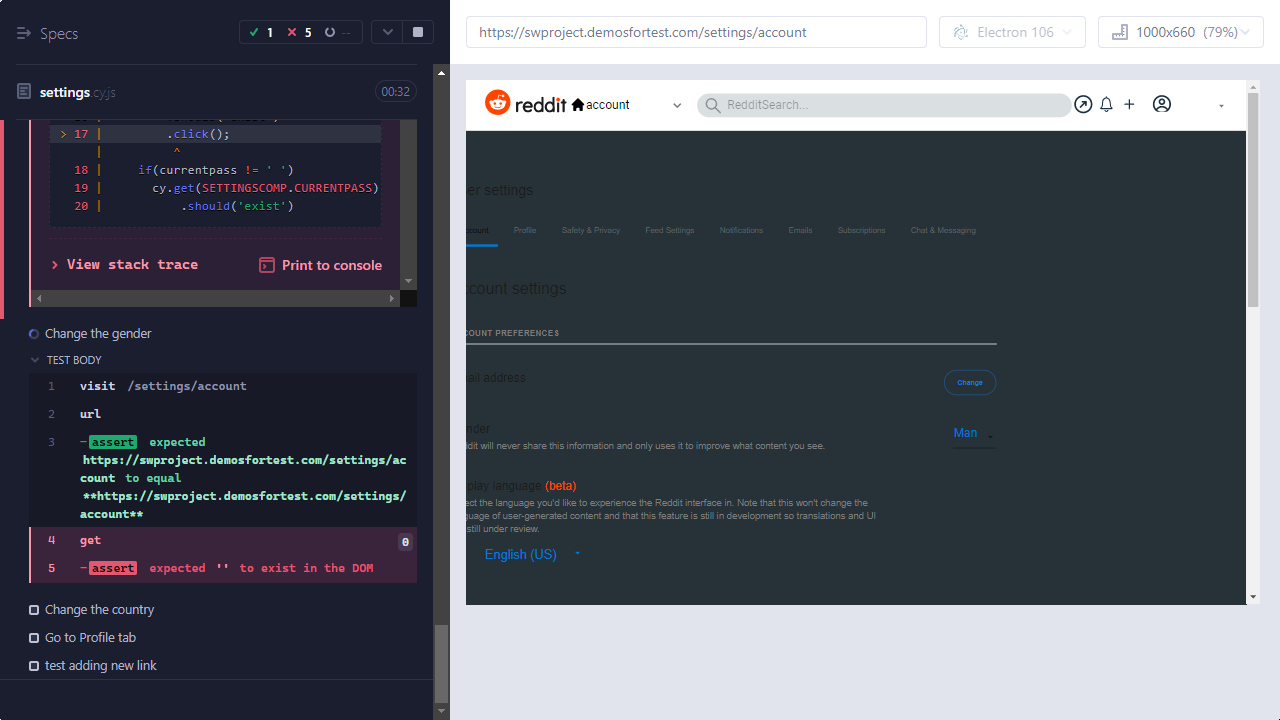 Specs
1
5
--
settings.cy.js
00:32
> 17 | .click();
| ^
18 | if(currentpass != ' ')
19 | cy.get(SETTINGSCOMP.CURRENTPASS)
20 | .should('exist')
View stack trace
Print to console
Change the gender
TEST BODY
1 visit /settings/account
2 url
3 -assert expected
https://swproject.demosfortest.com/settings/ac
count to equal
**https://swproject.demosfortest.com/settings/
account**
4 get 0
5 -assert expected '' to exist in the DOM
Change the country
Go to Profile tab
test adding new link
https://swproject.demosfortest.com/settings/account
Electron 106
1000x660 (79%)
reddit account
RedditSearch...
er settings
count Profile Safety & Privacy Feed Settings Notifications Emails Subscriptions Chat & Messaging
count settings
COUNT PREFERENCES
ail address
Change
nder
Man
ddit will never share this information and only uses it to improve what content you see.
play language (beta)
ect the language you'd like to experience the Reddit interface in. Note that this won't change the
guage of user-generated content and that this feature is still in development so translations and UI
still under review.
English (US)